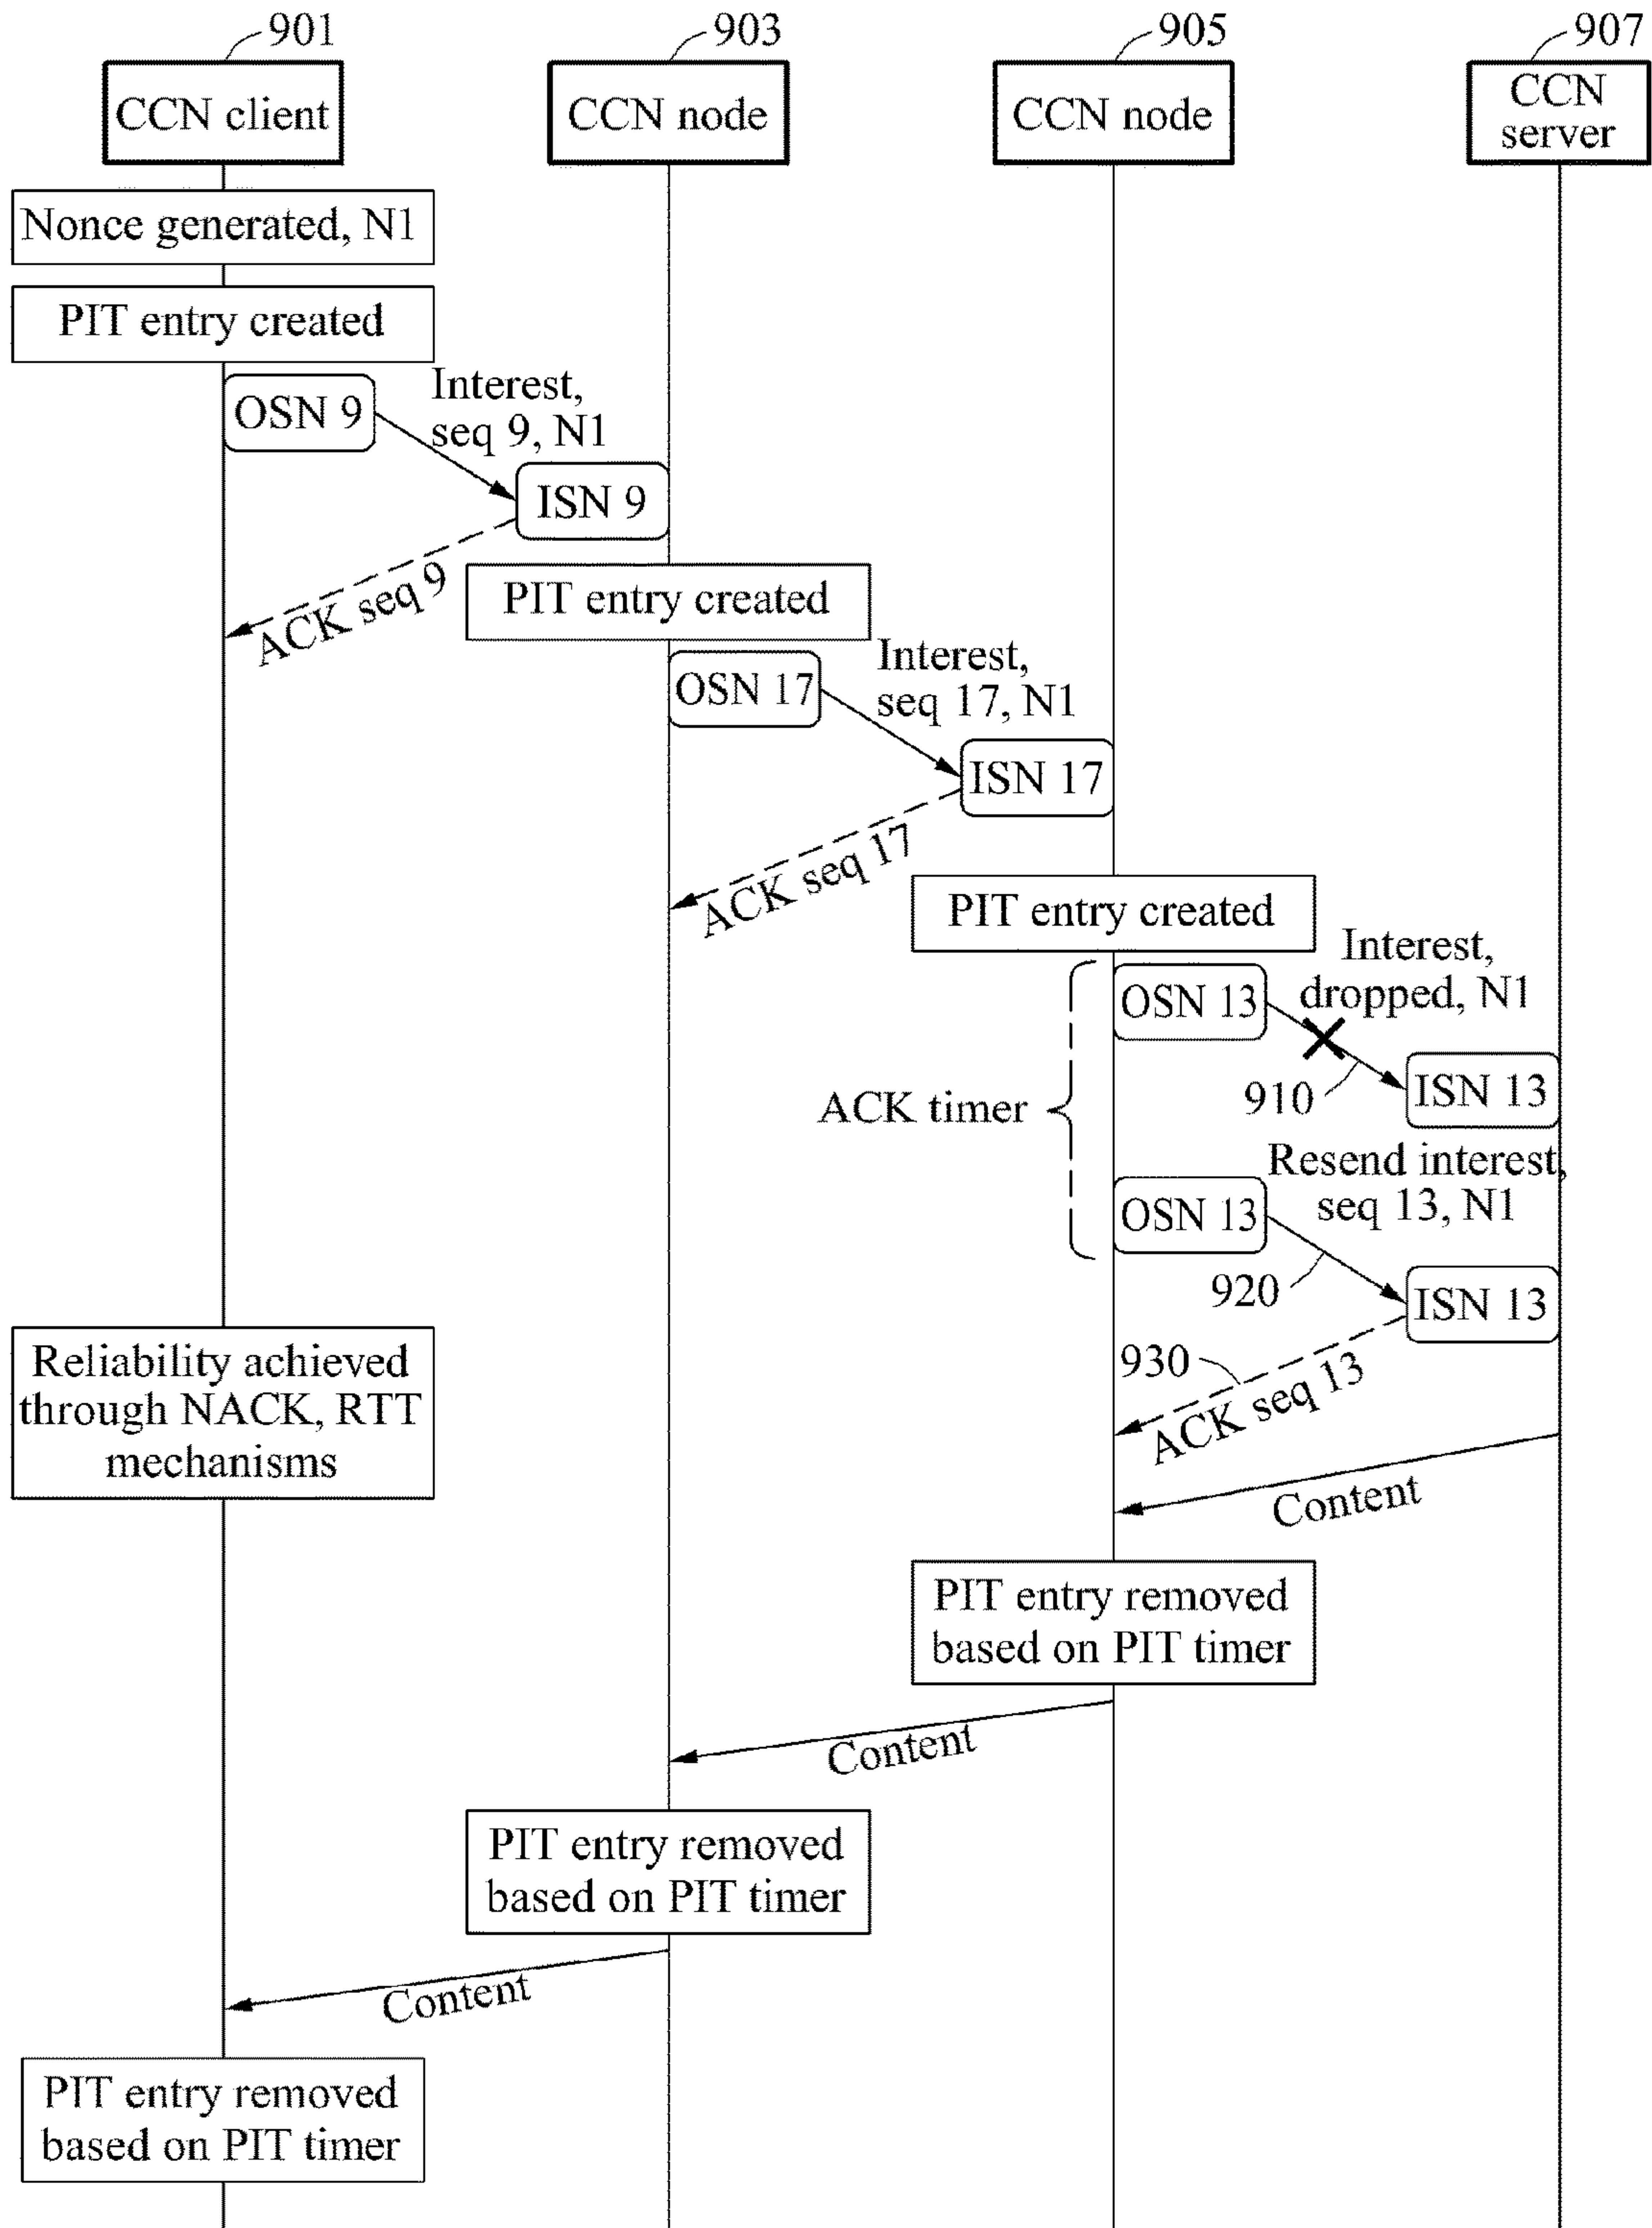 901
903
905
907
CCN client
CCN node
CCN node
CCN
server
Nonce generated, N1
PIT entry created
OSN 9
Interest,
seq 9, N1
ISN 9
ACK seq 9
PIT entry created
OSN 17
Interest,
seq 17, N1
ISN 17
ACK seq 17
PIT entry created
OSN 13
Interest,
dropped, N1
910
ISN 13
ACK timer
Resend interest,
seq 13, N1
OSN 13
920
ISN 13
930
ACK seq 13
Reliability achieved
through NACK, RTT
mechanisms
Content
PIT entry removed
based on PIT timer
Content
PIT entry removed
based on PIT timer
Content
PIT entry removed
based on PIT timer